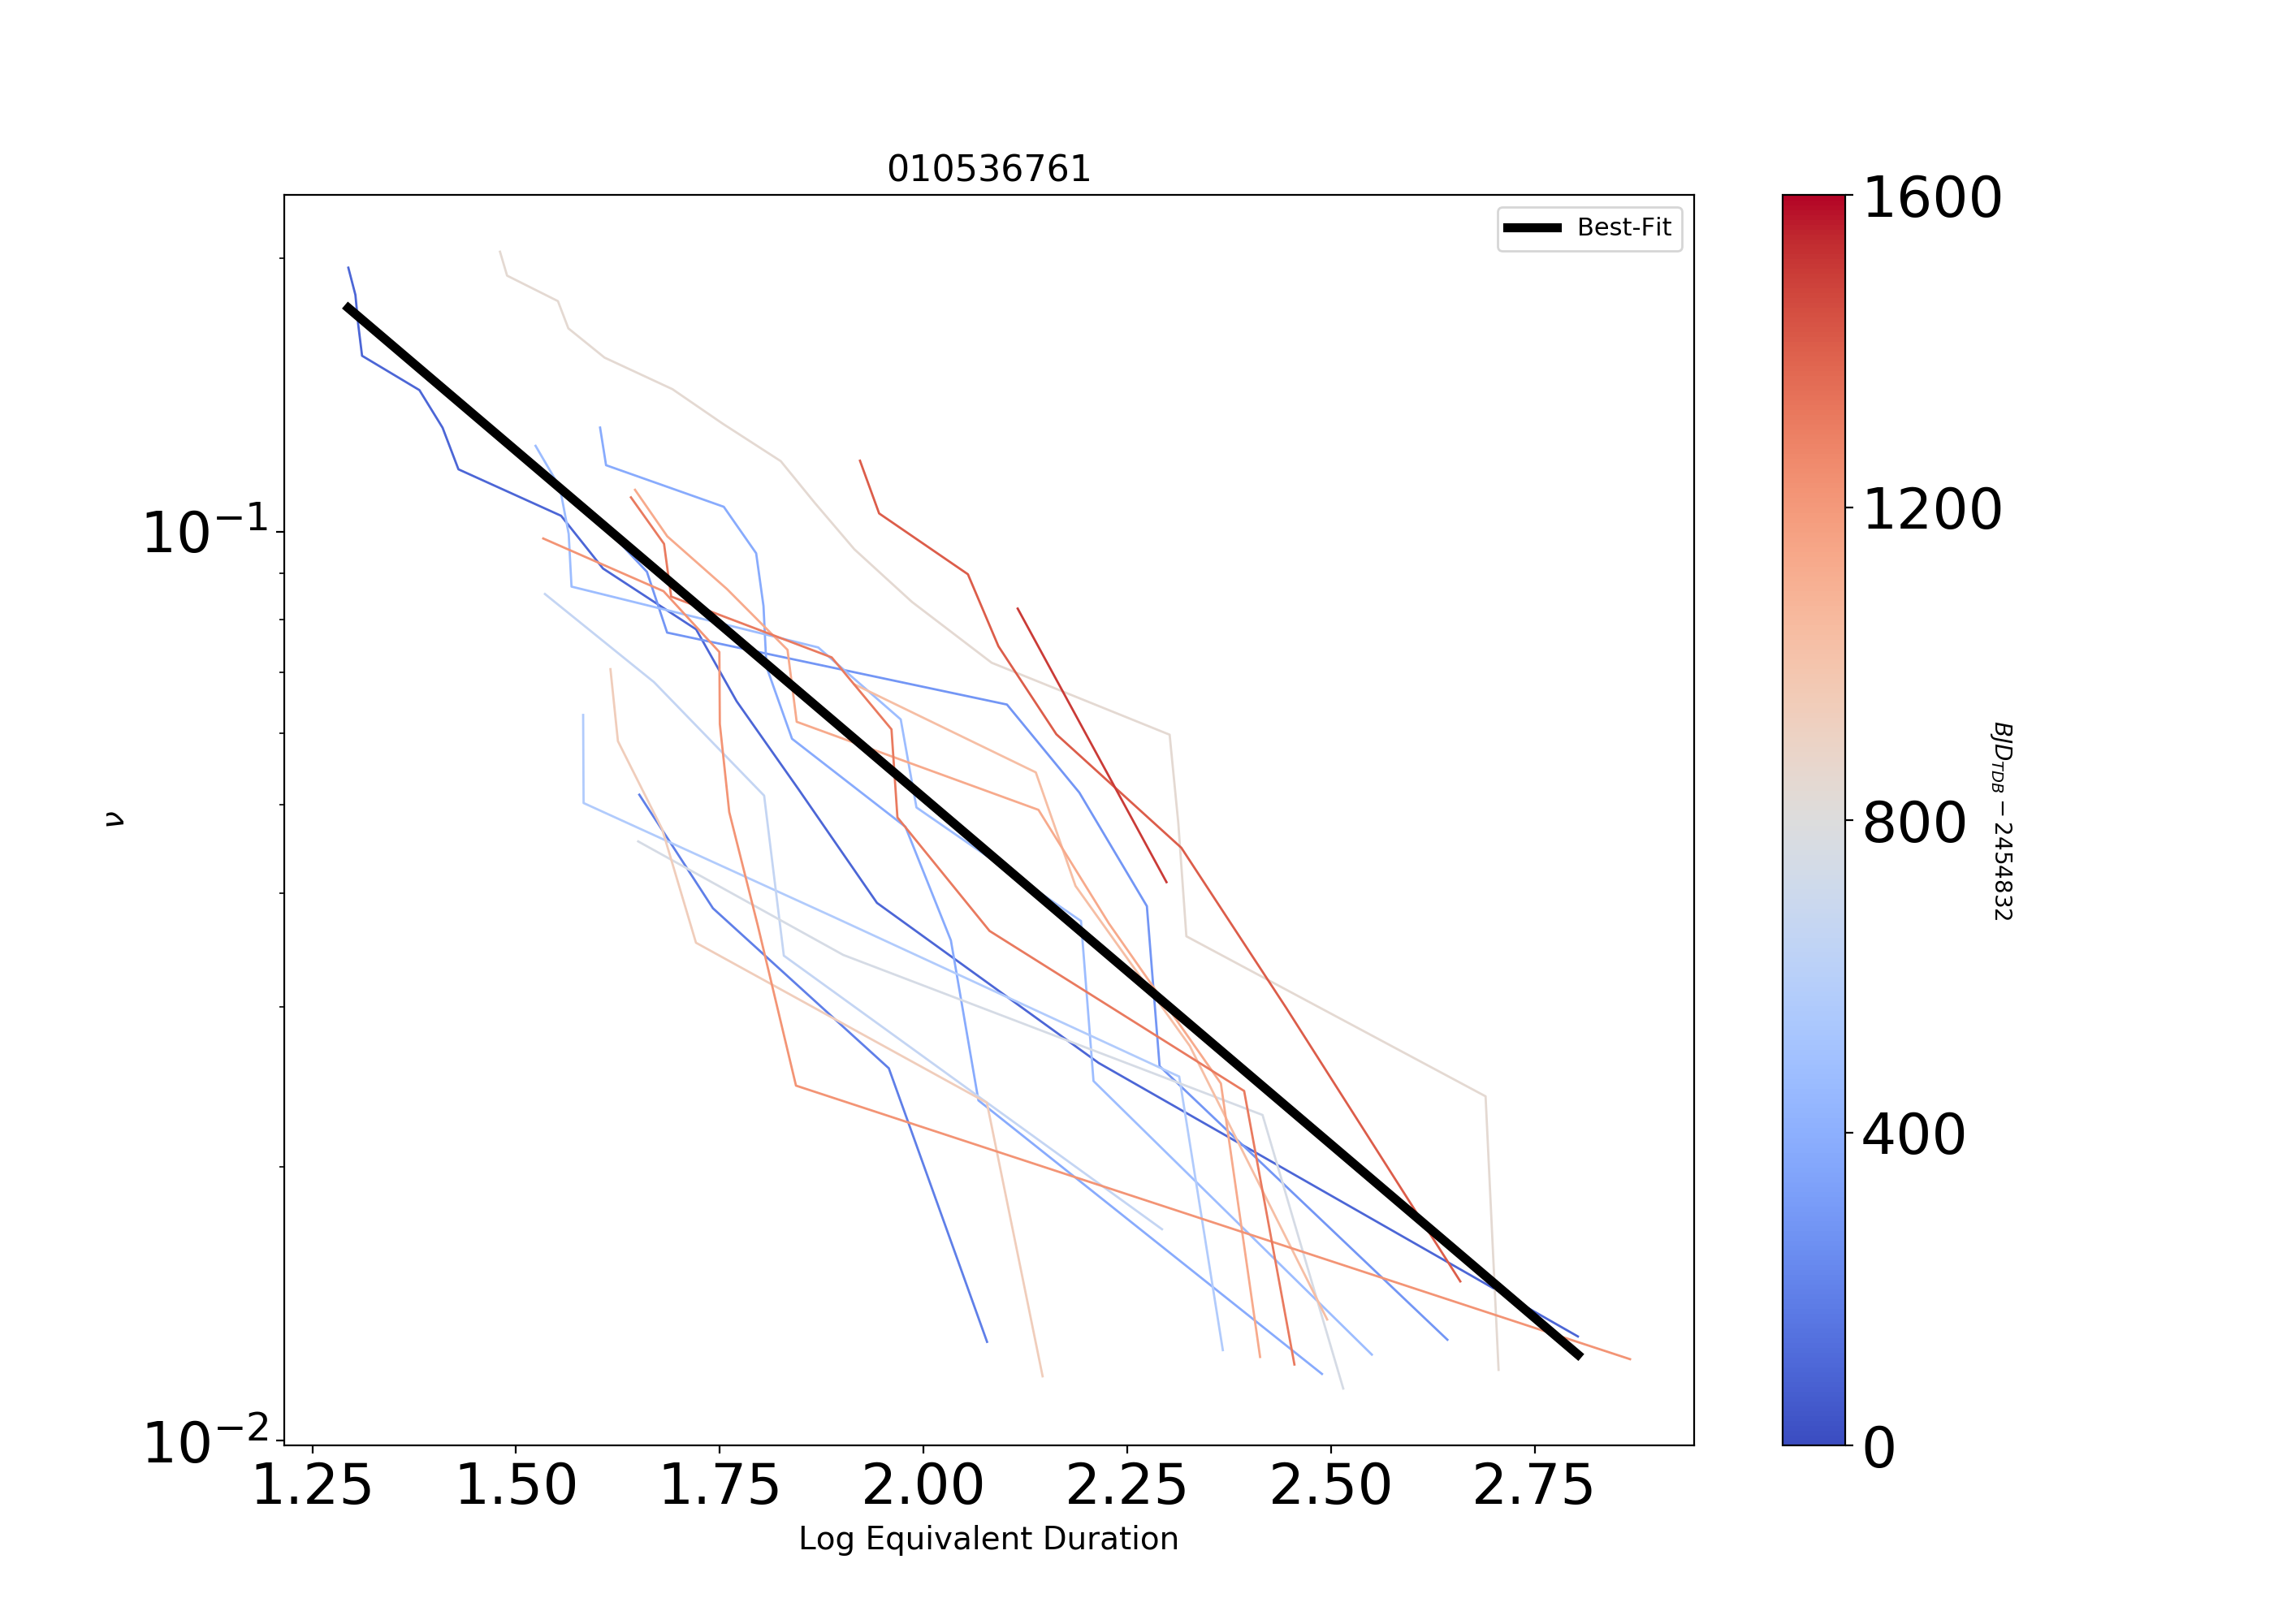 010536761
Best-Fit
10⁻¹
10⁻²
ν
1.25 1.50 1.75 2.00 2.25 2.50 2.75
Log Equivalent Duration
1600
1200
800
400
0
BJD_TDB − 2454832